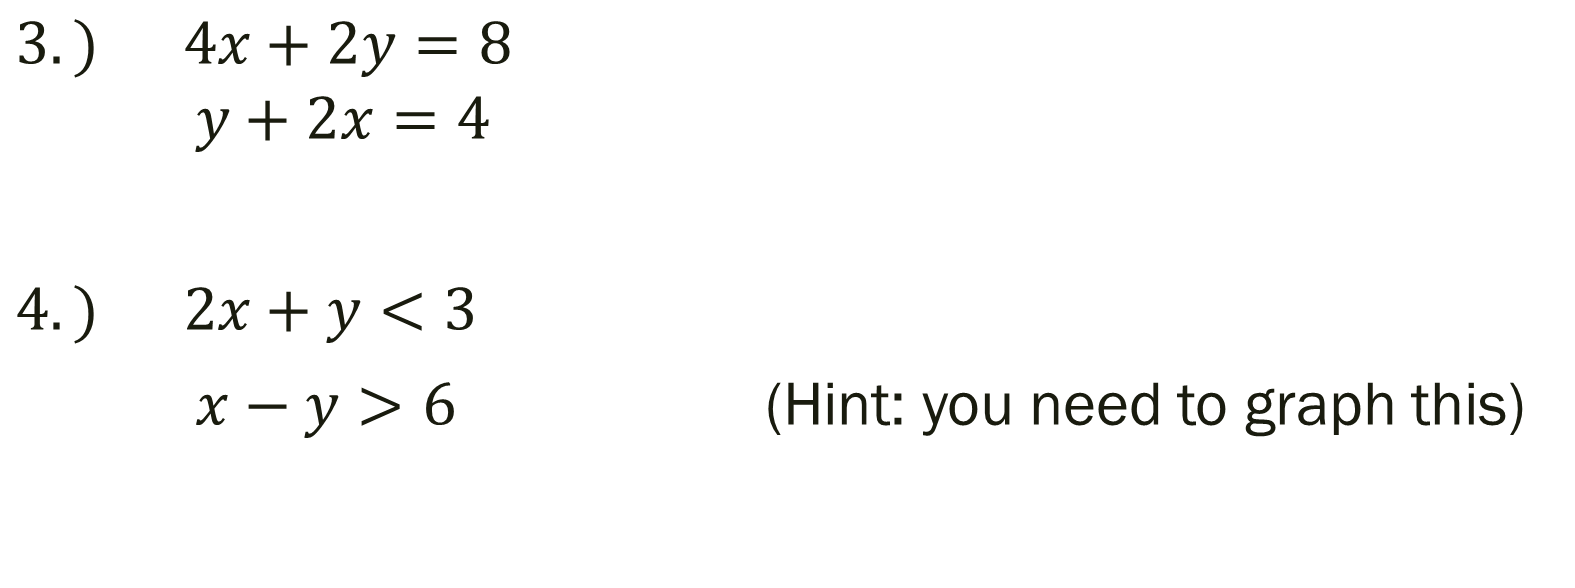 3.) 4x + 2y = 8
y + 2x = 4
4.) 2x + y < 3
x − y > 6 (Hint: you need to graph this)